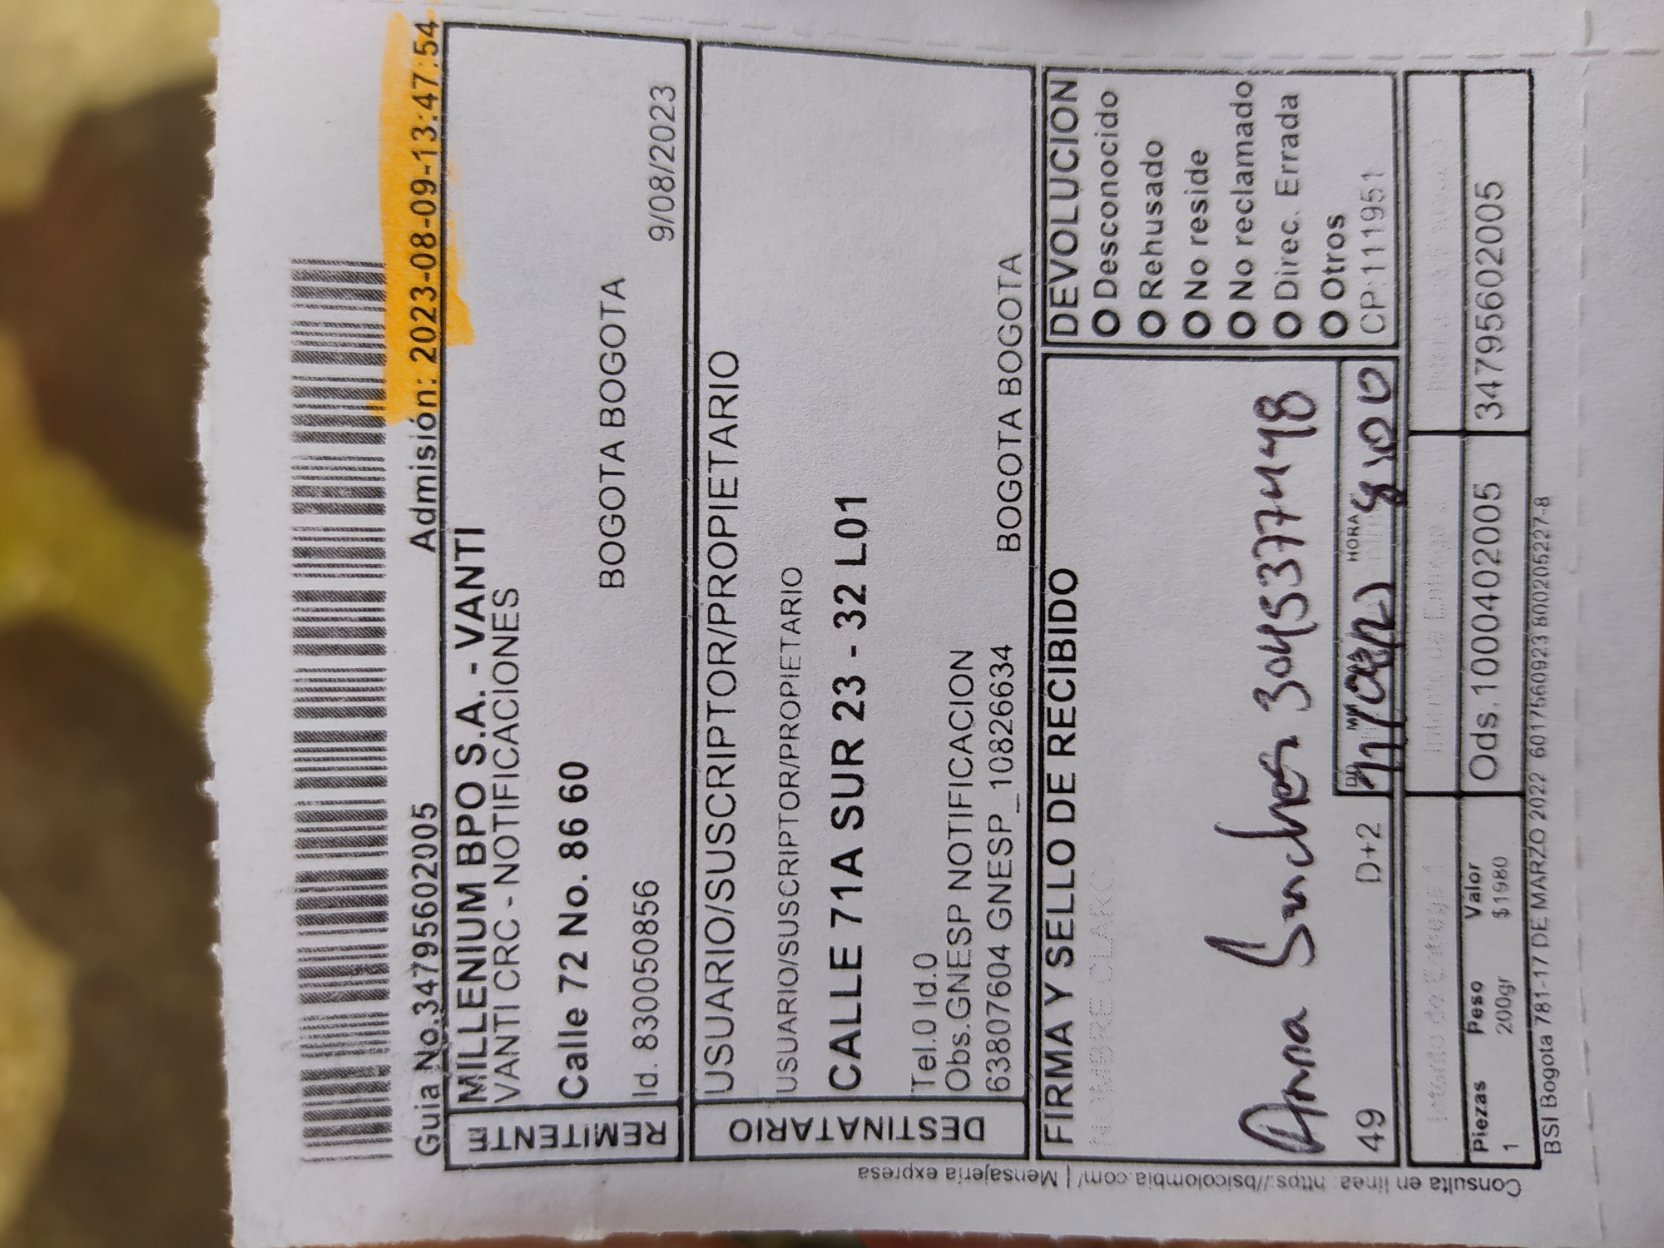 Guia No.34795602005
Admisión: 2023-08-09-13:47:54
REMITENTE
MILLENIUM BPO S.A. - VANTI
VANTI CRC - NOTIFICACIONES
Calle 72 No. 86 60
BOGOTA BOGOTA
Id. 830050856
9/08/2023
DESTINATARIO
USUARIO/SUSCRIPTOR/PROPIETARIO
USUARIO/SUSCRIPTOR/PROPIETARIO
CALLE 71A SUR 23 - 32 L01
Tel.0 Id.0
Obs.GNESP NOTIFICACION
63807604 GNESP_10826634
BOGOTA BOGOTA
FIRMA Y SELLO DE RECIBIDO
NOMBRE CLARO
Anna Sanchez 3045377448
49
D+2
HORA
DEVOLUCION
O Desconocido
O Rehusado
O No reside
O No reclamado
O Direc. Errada
O Otros
CP:111951
Piezas
1
Peso
200gr
Valor
$1980
Ods.1000402005
34795602005
BSI Bogota 781-17 DE MARZO 2022 6017660923 800205227-8
Consulta en linea: https://bsicolombia.com/ | Mensajeria expresa